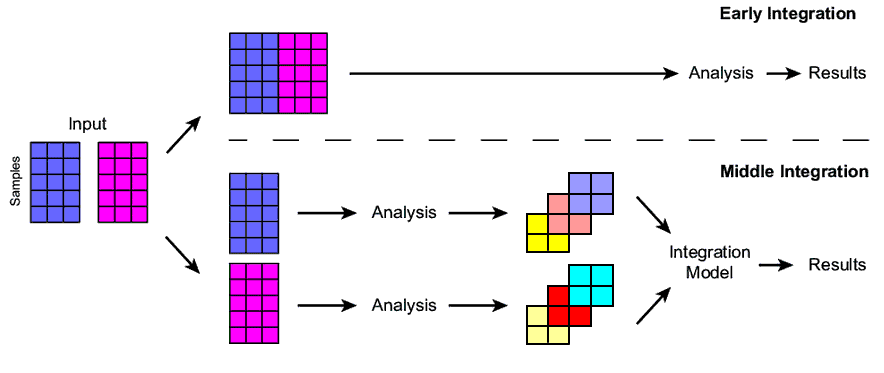 Early Integration
Analysis
Results
Input
Samples
Middle Integration
Analysis
Integration
Model
Results
Analysis